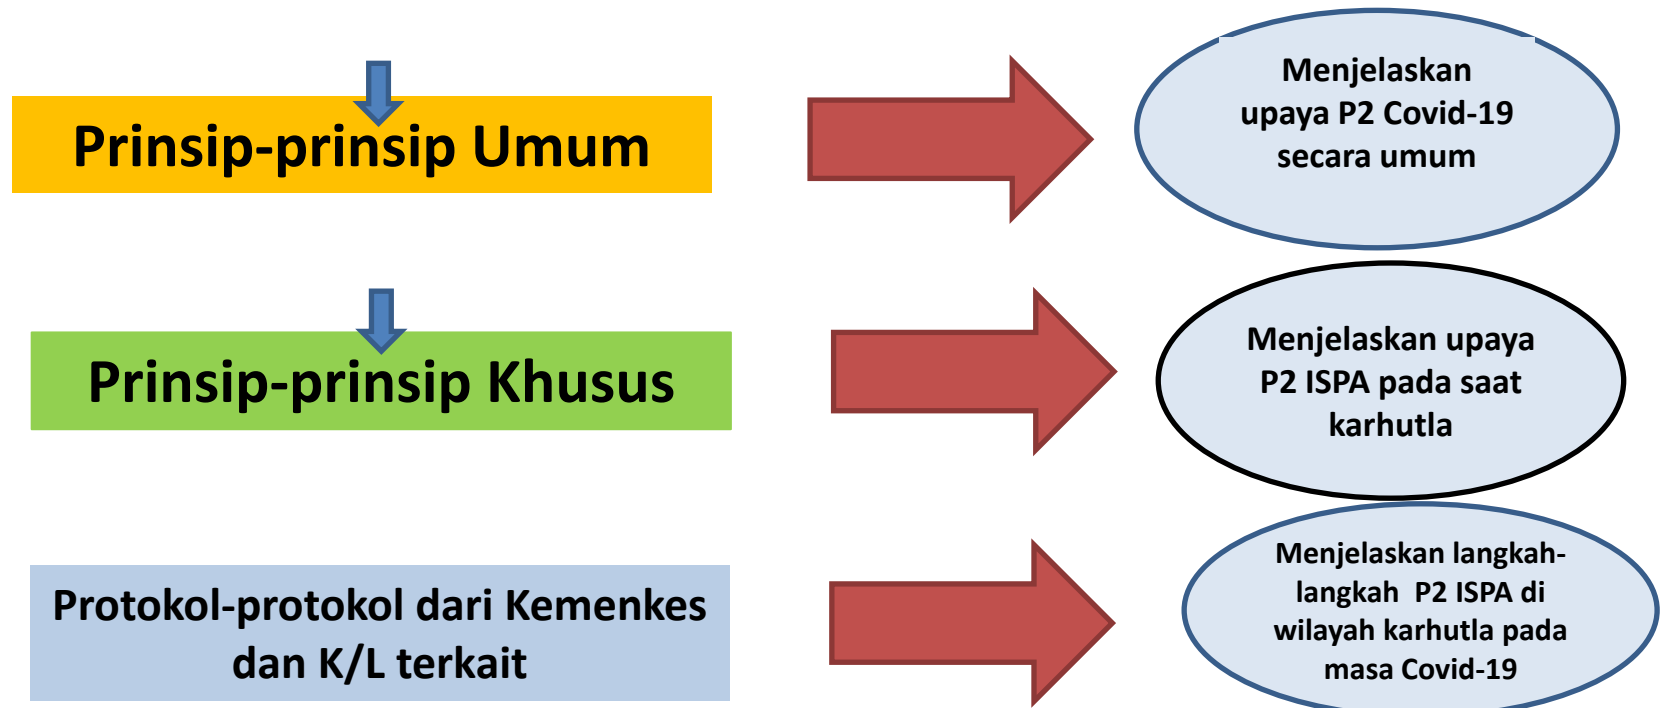 Prinsip-prinsip Umum
Menjelaskan
upaya P2 Covid-19
secara umum
Prinsip-prinsip Khusus
Menjelaskan upaya
P2 ISPA pada saat
karhutla
Protokol-protokol dari Kemenkes
dan K/L terkait
Menjelaskan langkah-
langkah P2 ISPA di
wilayah karhutla pada
masa Covid-19